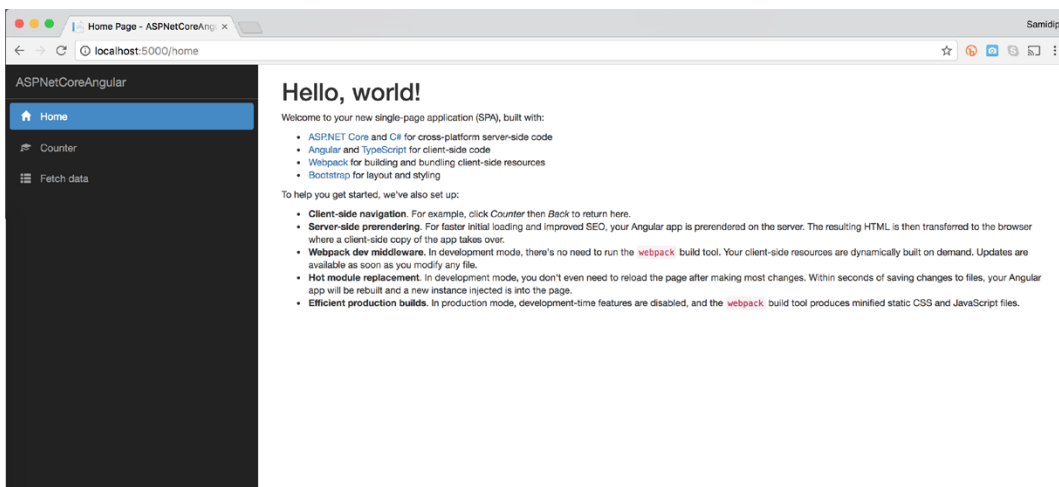 Home Page - ASPNetCoreAng
Samidip
localhost:5000/home
ASPNetCoreAngular
Home
Counter
Fetch data
Hello, world!
Welcome to your new single-page application (SPA), built with:
ASP.NET Core and C# for cross-platform server-side code
Angular and TypeScript for client-side code
Webpack for building and bundling client-side resources
Bootstrap for layout and styling
To help you get started, we've also set up:
Client-side navigation. For example, click Counter then Back to return here.
Server-side prerendering. For faster initial loading and improved SEO, your Angular app is prerendered on the server. The resulting HTML is then transferred to the browser
where a client-side copy of the app takes over.
Webpack dev middleware. In development mode, there's no need to run the webpack build tool. Your client-side resources are dynamically built on demand. Updates are
available as soon as you modify any file.
Hot module replacement. In development mode, you don't even need to reload the page after making most changes. Within seconds of saving changes to files, your Angular
app will be rebuilt and a new instance injected is into the page.
Efficient production builds. In production mode, development-time features are disabled, and the webpack build tool produces minified static CSS and JavaScript files.